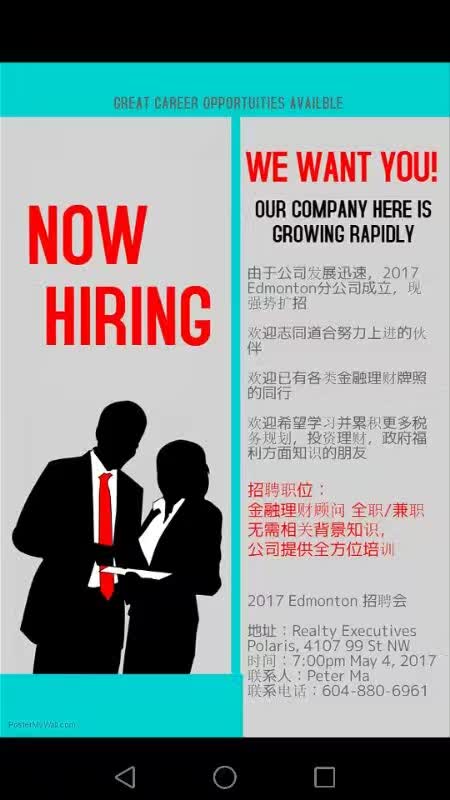 GREAT CAREER OPPORTUITIES AVAILBLE
NOW
HIRING
WE WANT YOU!
OUR COMPANY HERE IS
GROWING RAPIDLY
由于公司发展迅速，2017
Edmonton分公司成立，现
强势扩招
欢迎志同道合努力上进的伙
伴
欢迎已有各类金融理财牌照
的同行
欢迎希望学习并累积更多税
务规划，投资理财，政府福
利方面知识的朋友
招聘职位：
金融理财顾问 全职/兼职
无需相关背景知识，
公司提供全方位培训
2017 Edmonton 招聘会
地址：Realty Executives
Polaris, 4107 99 St NW
时间：7:00pm May 4, 2017
联系人：Peter Ma
联系电话：604-880-6961
PosterMyWall.com